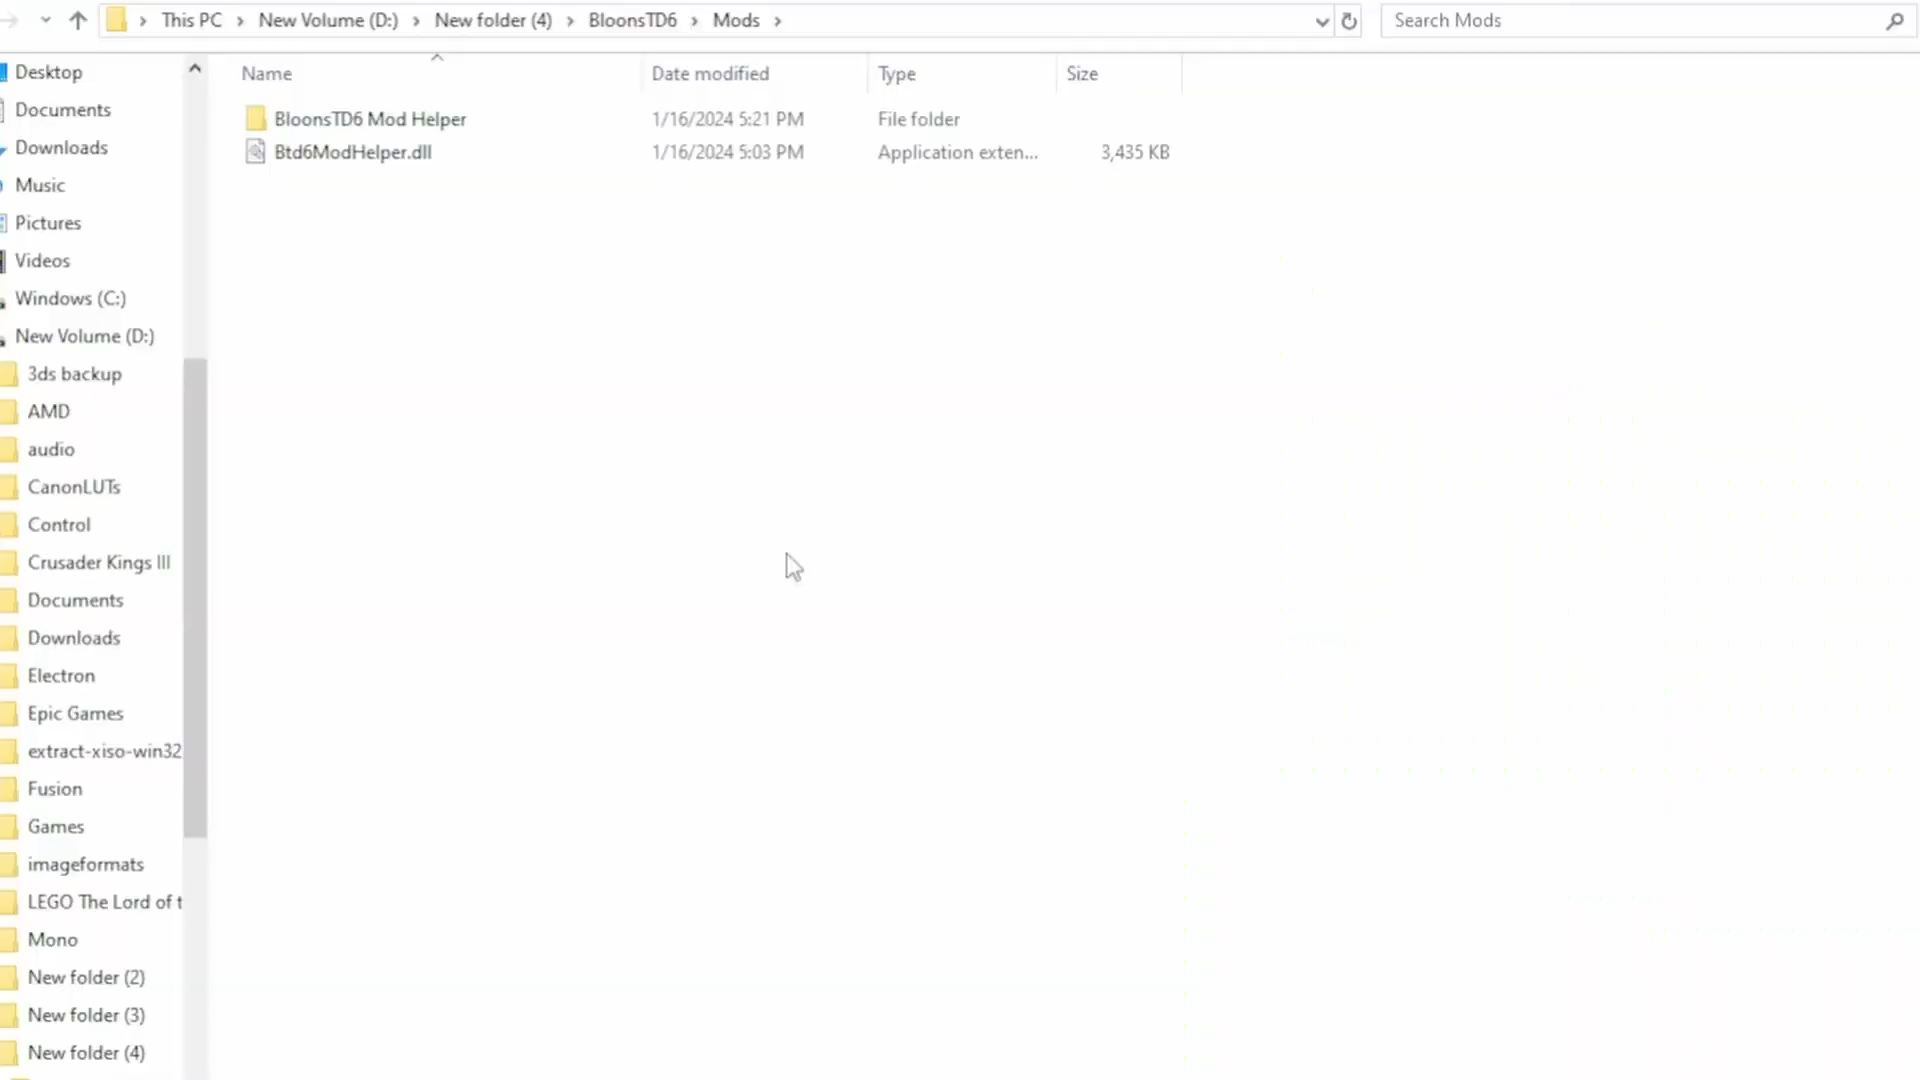 This PC > New Volume (D:) > New folder (4) > BloonsTD6 > Mods >
Search Mods
Name Date modified Type Size
BloonsTD6 Mod Helper 1/16/2024 5:21 PM File folder
Btd6ModHelper.dll 1/16/2024 5:03 PM Application exten... 3,435 KB
Desktop
Documents
Downloads
Music
Pictures
Videos
Windows (C:)
New Volume (D:)
3ds backup
AMD
audio
CanonLUTs
Control
Crusader Kings III
Documents
Downloads
Electron
Epic Games
extract-xiso-win32
Fusion
Games
imageformats
LEGO The Lord of t
Mono
New folder (2)
New folder (3)
New folder (4)